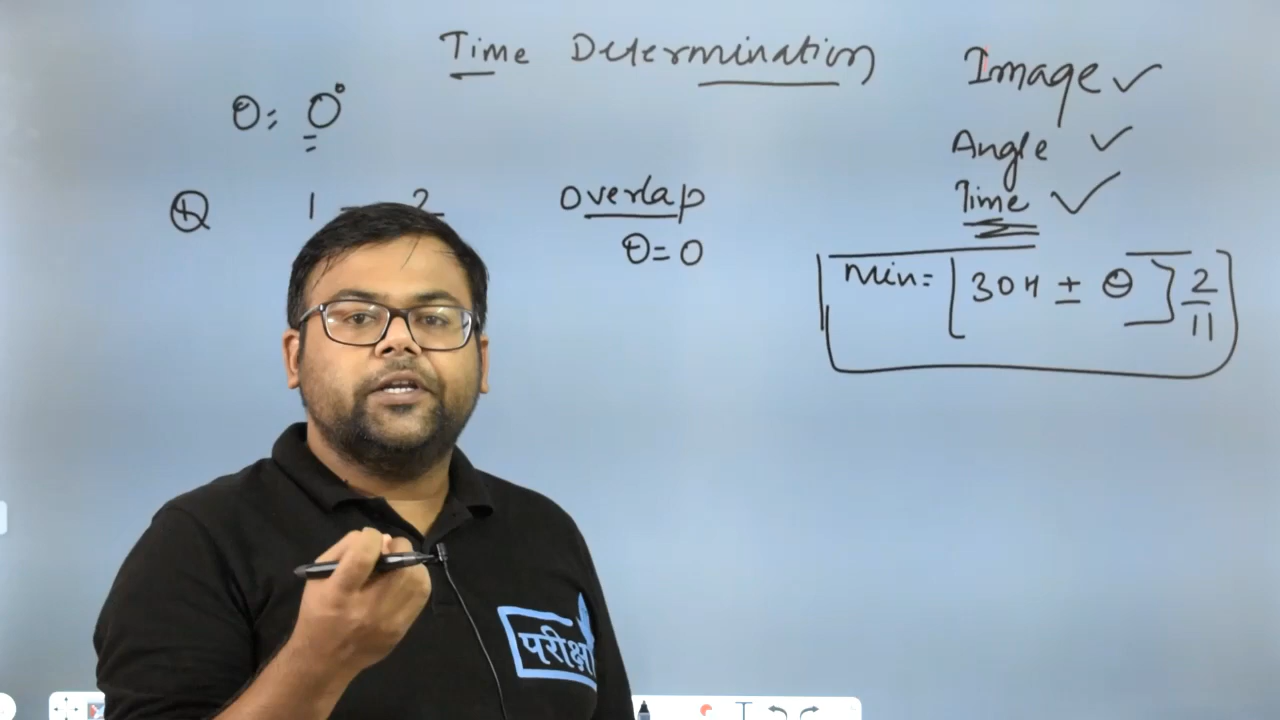 Time Determination
Image ✓
θ: 0°
Angle ✓
Q 1 – 2
Overlap
Time ✓
θ = 0
Min = [30H ± θ] 2/11
परीक्षा